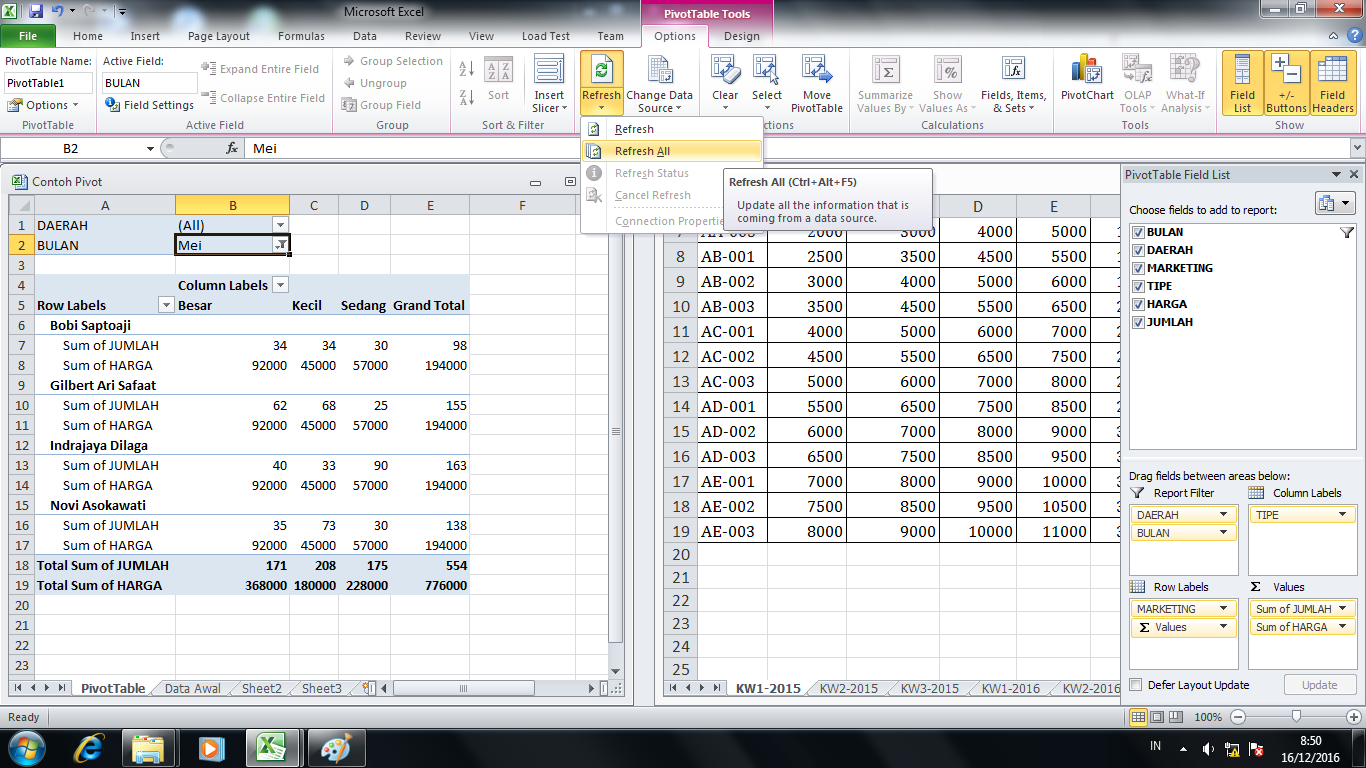 Microsoft Excel
PivotTable Tools
File Home Insert Page Layout Formulas Data Review View Load Test Team Options Design
PivotTable Name: Active Field:
PivotTable1 BURAN
Options Field Settings
Expand Entire Field
Collapse Entire Field
Group Selection
Ungroup
Group Field
Sort
Insert Slicer
Refresh
Change Data Source
Clear
Select
Move PivotTable
Summarize Values By
Show Values As
Fields, Items, & Sets
PivotChart
OLAP Tools
What-If Analysis
Field List
+/- Buttons
Field Headers
PivotTable Active Field Group Sort & Filter ctions Calculations Tools Show
B2 fx Mei
Refresh
Refresh All
Refresh Status
Cancel Refresh
Connection Propertie
Refresh All (Ctrl+Alt+F5)
Update all the information that is
coming from a data source.
Contoh Pivot
A B C D E F
1 DAERAH (All)
2 BULAN Mei
3
4 Column Labels
5 Row Labels Besar Kecil Sedang Grand Total
6 Bobi Saptoaji
7 Sum of JUMLAH 34 34 30 98
8 Sum of HARGA 92000 45000 57000 194000
9 Gilbert Ari Safaat
10 Sum of JUMLAH 62 68 25 155
11 Sum of HARGA 92000 45000 57000 194000
12 Indrajaya Dilaga
13 Sum of JUMLAH 40 33 90 163
14 Sum of HARGA 92000 45000 57000 194000
15 Novi Asokawati
16 Sum of JUMLAH 35 73 30 138
17 Sum of HARGA 92000 45000 57000 194000
18 Total Sum of JUMLAH 171 208 175 554
19 Total Sum of HARGA 368000 180000 228000 776000
20
21
22
23
PivotTable Data Awal Sheet2 Sheet3
D E
7 2000 3000 4000 5000 1
8 AB-001 2500 3500 4500 5500 1
9 AB-002 3000 4000 5000 6000 1
10 AB-003 3500 4500 5500 6500 2
11 AC-001 4000 5000 6000 7000 2
12 AC-002 4500 5500 6500 7500 2
13 AC-003 5000 6000 7000 8000 2
14 AD-001 5500 6500 7500 8500 2
15 AD-002 6000 7000 8000 9000 3
16 AD-003 6500 7500 8500 9500 3
17 AE-001 7000 8000 9000 10000 3
18 AE-002 7500 8500 9500 10500 3
19 AE-003 8000 9000 10000 11000 3
20
21
22
23
24
25
KW1-2015 KW2-2015 KW3-2015 KW1-2016 KW2-2016
PivotTable Field List
Choose fields to add to report:
BULAN
DAERAH
MARKETING
TIPE
HARGA
JUMLAH
Drag fields between areas below:
Report Filter Column Labels
DAERAH TIPE
BULAN
Row Labels Σ Values
MARKETING Sum of JUMLAH
Σ Values Sum of HARGA
Defer Layout Update Update
Ready 100%
IN 8:50
16/12/2016